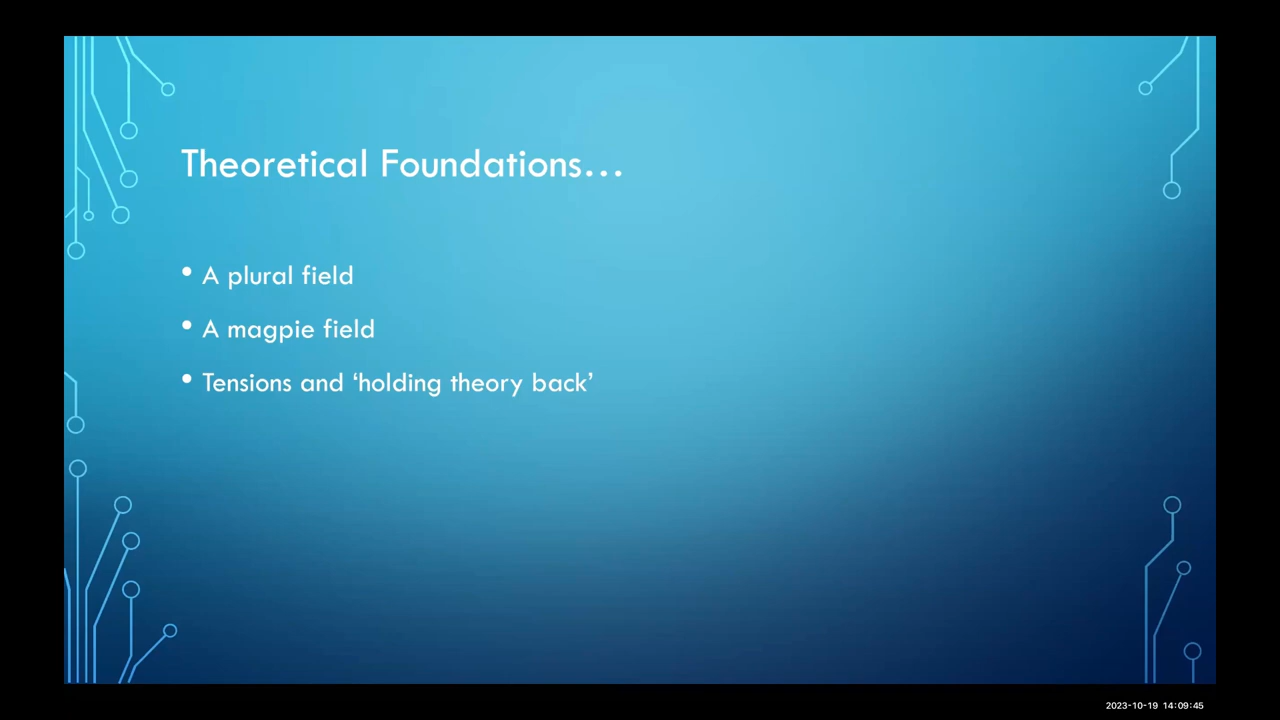 Theoretical Foundations…
• A plural field
• A magpie field
• Tensions and ‘holding theory back’
2023-10-19 14:09:45